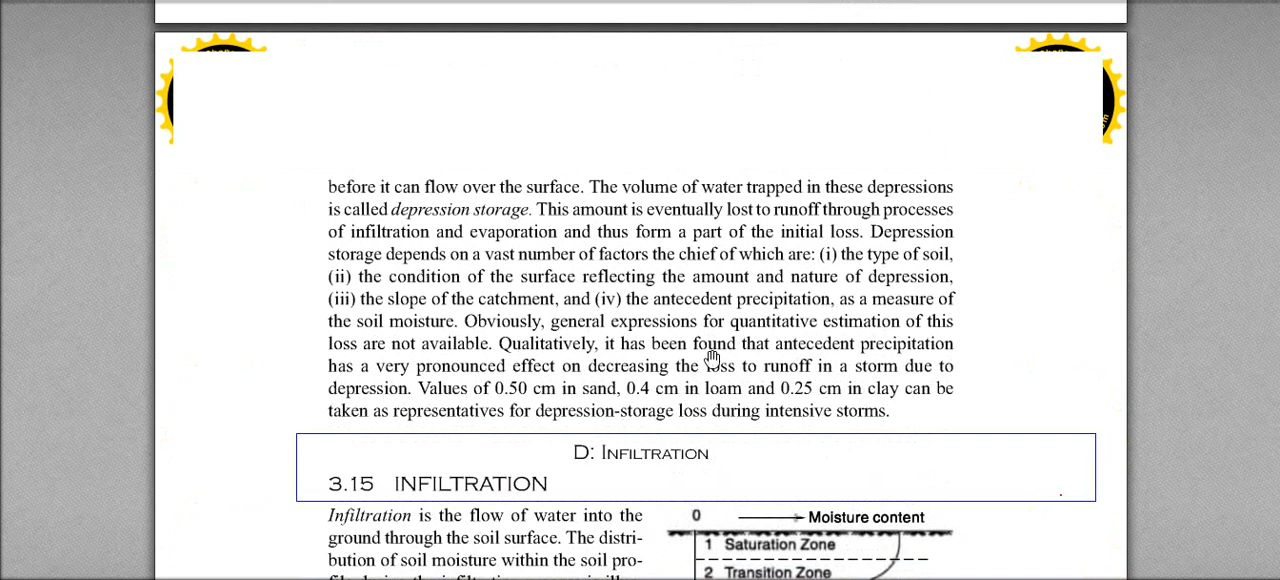 before it can flow over the surface. The volume of water trapped in these depressions
is called depression storage. This amount is eventually lost to runoff through processes
of infiltration and evaporation and thus form a part of the initial loss. Depression
storage depends on a vast number of factors the chief of which are: (i) the type of soil,
(ii) the condition of the surface reflecting the amount and nature of depression,
(iii) the slope of the catchment, and (iv) the antecedent precipitation, as a measure of
the soil moisture. Obviously, general expressions for quantitative estimation of this
loss are not available. Qualitatively, it has been found that antecedent precipitation
has a very pronounced effect on decreasing the loss to runoff in a storm due to
depression. Values of 0.50 cm in sand, 0.4 cm in loam and 0.25 cm in clay can be
taken as representatives for depression-storage loss during intensive storms.
D: INFILTRATION
3.15 INFILTRATION
Infiltration is the flow of water into the
ground through the soil surface. The distri-
bution of soil moisture within the soil pro-
0 Moisture content
1 Saturation Zone
2 Transition Zone